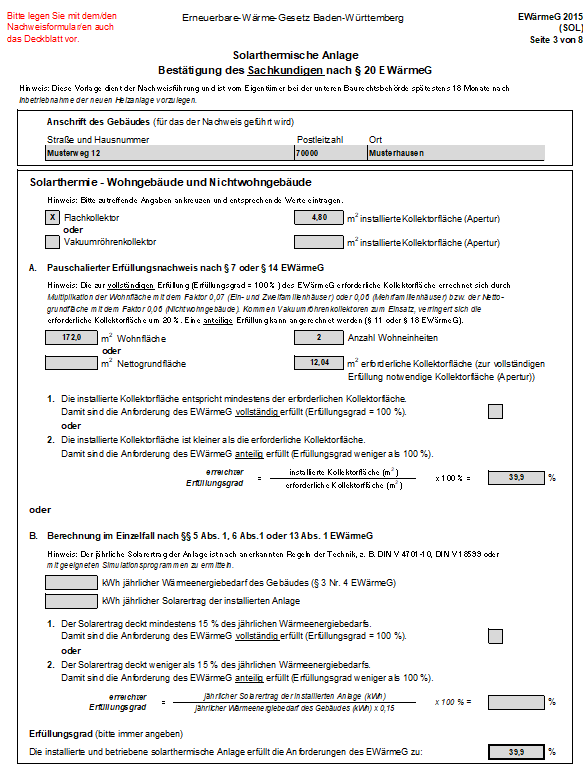 Bitte legen Sie mit dem/den
Nachweisformular/en auch
das Deckblatt vor.
Erneuerbare-Wärme-Gesetz Baden-Württemberg
EWärmeG 2015
(SOL)
Seite 3 von 8
Solarthermische Anlage
Bestätigung des Sachkundigen nach § 20 EWärmeG
Hinweis: Diese Vorlage dient der Nachweisführung und ist vom Eigentümer bei der unteren Baurechtsbehörde spätestens 18 Monate nach
Inbetriebnahme der neuen Heizanlage vorzulegen.
Anschrift des Gebäudes (für das der Nachweis geführt wird)
Straße und Hausnummer Postleitzahl Ort
Musterweg 12 70000 Musterhausen
Solarthermie - Wohngebäude und Nichtwohngebäude
Hinweis: Bitte zutreffende Angaben ankreuzen und entsprechende Werte eintragen.
X Flachkollektor 4,80 m² installierte Kollektorfläche (Apertur)
oder
Vakuumröhrenkollektor m² installierte Kollektorfläche (Apertur)
A. Pauschalierter Erfüllungsnachweis nach § 7 oder § 14 EWärmeG
Hinweis: Die zur vollständigen Erfüllung (Erfüllungsgrad = 100 % ) des EWärmeG erforderliche Kollektorfläche errechnet sich durch
Multiplikation der Wohnfläche mit dem Faktor 0,07 (Ein- und Zweifamilienhäuser) oder 0,06 (Mehrfamilienhäuser) bzw. der Netto-
grundfläche mit dem Faktor 0,06 (Nichtwohngebäude). Kommen Vakuumröhrenkollektoren zum Einsatz, verringert sich die
erforderliche Kollektorfläche um 20 %. Eine anteilige Erfüllung kann angerechnet werden (§ 11 oder § 18 EWärmeG).
172,0 m² Wohnfläche 2 Anzahl Wohneinheiten
oder
m² Nettogrundfläche 12,04 m² erforderliche Kollektorfläche (zur vollständigen
Erfüllung notwendige Kollektorfläche (Apertur))
1. Die installierte Kollektorfläche entspricht mindestens der erforderlichen Kollektorfläche.
Damit sind die Anforderung des EWärmeG vollständig erfüllt (Erfüllungsgrad = 100 %).
oder
2. Die installierte Kollektorfläche ist kleiner als die erforderliche Kollektorfläche.
Damit sind die Anforderung des EWärmeG anteilig erfüllt (Erfüllungsgrad weniger als 100 %).
erreichter
Erfüllungsgrad = installierte Kollektorfläche (m²)
erforderliche Kollektorfläche (m²) x 100 % = 39,9 %
oder
B. Berechnung im Einzelfall nach §§ 5 Abs. 1, 6 Abs.1 oder 13 Abs. 1 EWärmeG
Hinweis: Der jährliche Solarertrag der Anlage ist nach anerkannten Regeln der Technik, z. B. DIN V 4701-10, DIN V 18599 oder
mit geeigneten Simulationsprogrammen zu ermitteln.
kWh jährlicher Wärmeenergiebedarf des Gebäudes (§ 3 Nr. 4 EWärmeG)
kWh jährlicher Solarertrag der installierten Anlage
1. Der Solarertrag deckt mindestens 15 % des jährlichen Wärmeenergiebedarfs.
Damit sind die Anforderung des EWärmeG vollständig erfüllt (Erfüllungsgrad = 100 %).
oder
2. Der Solarertrag deckt weniger als 15 % des jährlichen Wärmeenergiebedarfs.
Damit sind die Anforderung des EWärmeG anteilig erfüllt (Erfüllungsgrad weniger als 100 %).
erreichter
Erfüllungsgrad = jährlicher Solarertrag der installierten Anlage (kWh)
jährlicher Wärmeenergiebedarf des Gebäudes (kWh) x 0,15 x 100 % = %
Erfüllungsgrad (bitte immer angeben)
Die installierte und betriebene solarthermische Anlage erfüllt die Anforderungen des EWärmeG zu: 39,9 %